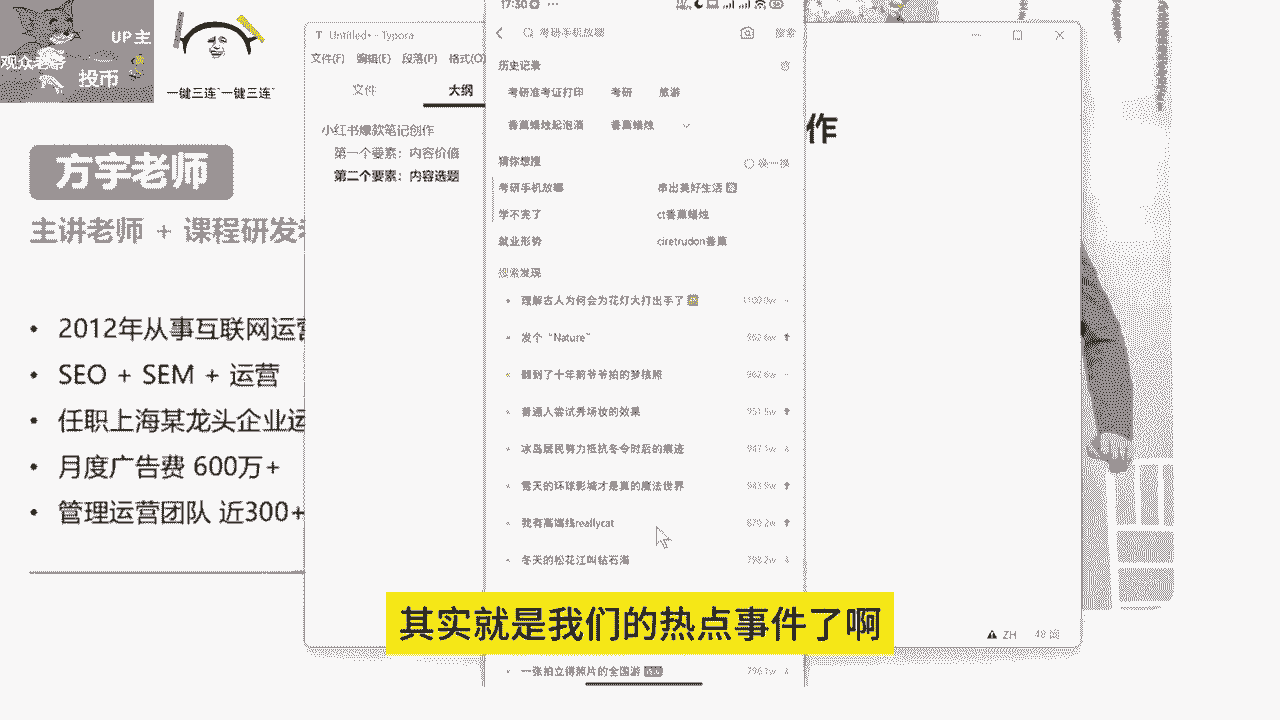 UP 主
观众老爷
投币
一键三连~一键三连~
方宇老师
主讲老师 + 课程研发
• 2012年从事互联网运营
• SEO + SEM + 运营
• 任职上海某龙头企业运
• 月度广告费 600万+
• 管理运营团队 近300+
Untitled• - Typora
文件(F) 编辑(E) 段落(P) 格式(O)
文件 大纲
小红书爆款笔记创作
第一个要素：内容价值
第二个要素：内容选题
作
17:30
考研手机放哪
搜索
历史记录
考研准考证打印 考研 旅游
香薰蜡烛起泡酒 香薰蜡烛
猜你想搜 换一换
考研手机放哪 串出美好生活
学不完了 ct香薰蜡烛
就业形势 ciretrudon香薰
搜索发现
理解古人为何会为花灯大打出手了
发个“Nature” 962.6w
翻到了十年前爷爷拍的梦核照 962.6w
普通人尝试秀场妆的效果 951.5w
冰岛居民努力抵抗冬令时后的痕迹
雪天的环球影城才是真的魔法世界 943.9w
我有高端线reallycat 879.2w
冬天的松花江叫钻石海 798.2w
其实就是我们的热点事件了啊
一张拍立得照片的全国游 796.1w
ZH 48 词